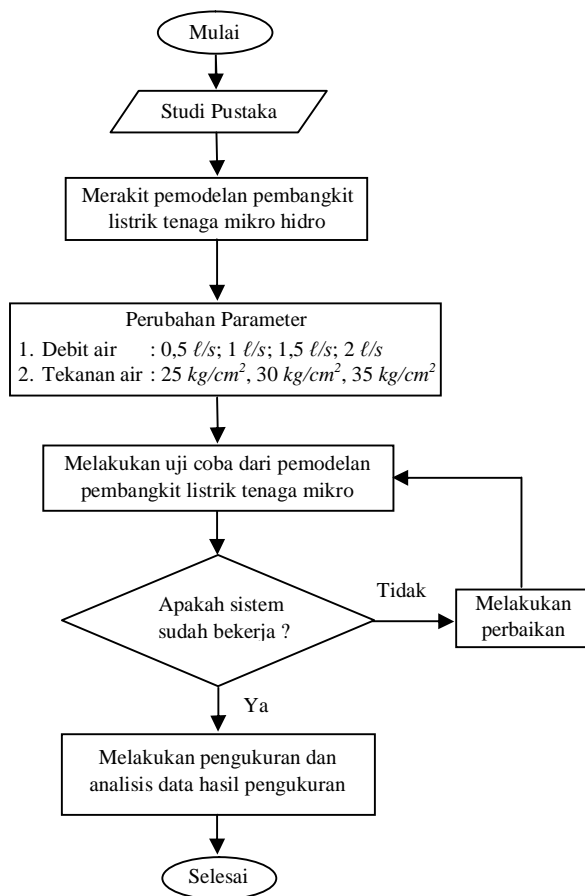 Mulai
Studi Pustaka
Merakit pemodelan pembangkit
listrik tenaga mikro hidro
Perubahan Parameter
1. Debit air : 0,5 ℓ/s; 1 ℓ/s; 1,5 ℓ/s; 2 ℓ/s
2. Tekanan air : 25 kg/cm², 30 kg/cm², 35 kg/cm²
Melakukan uji coba dari pemodelan
pembangkit listrik tenaga mikro
Apakah sistem
sudah bekerja ?
Tidak
Melakukan
perbaikan
Ya
Melakukan pengukuran dan
analisis data hasil pengukuran
Selesai